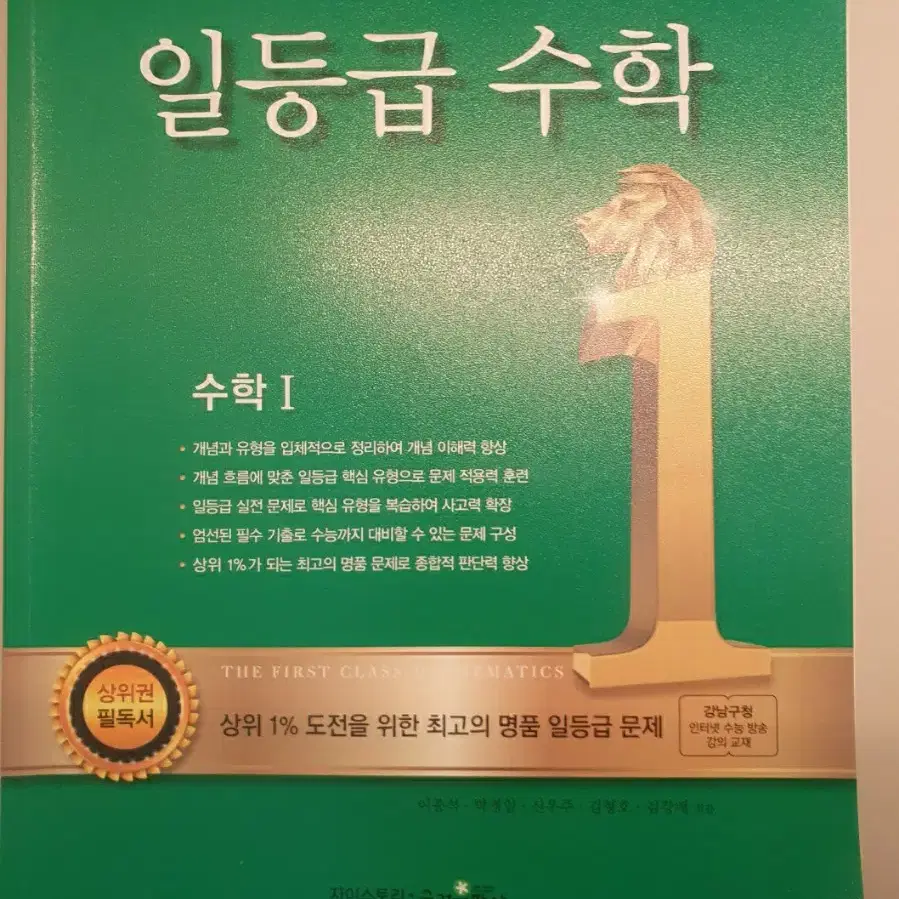 일등급 수학
수학 I
• 개념과 유형을 입체적으로 정리하여 개념 이해력 향상
• 개념 흐름에 맞춘 일등급 핵심 유형으로 문제 적용력 훈련
• 일등급 실전 문제로 핵심 유형을 복습하여 사고력 확장
• 엄선된 필수 기출로 수능까지 대비할 수 있는 문제 구성
• 상위 1%가 되는 최고의 명품 문제로 종합적 판단력 향상
THE FIRST CLASS
상위권
필독서
상위 1% 도전을 위한 최고의 명품 일등급 문제
강남구청
인터넷 수능 방송
강의 교재
자이스토리